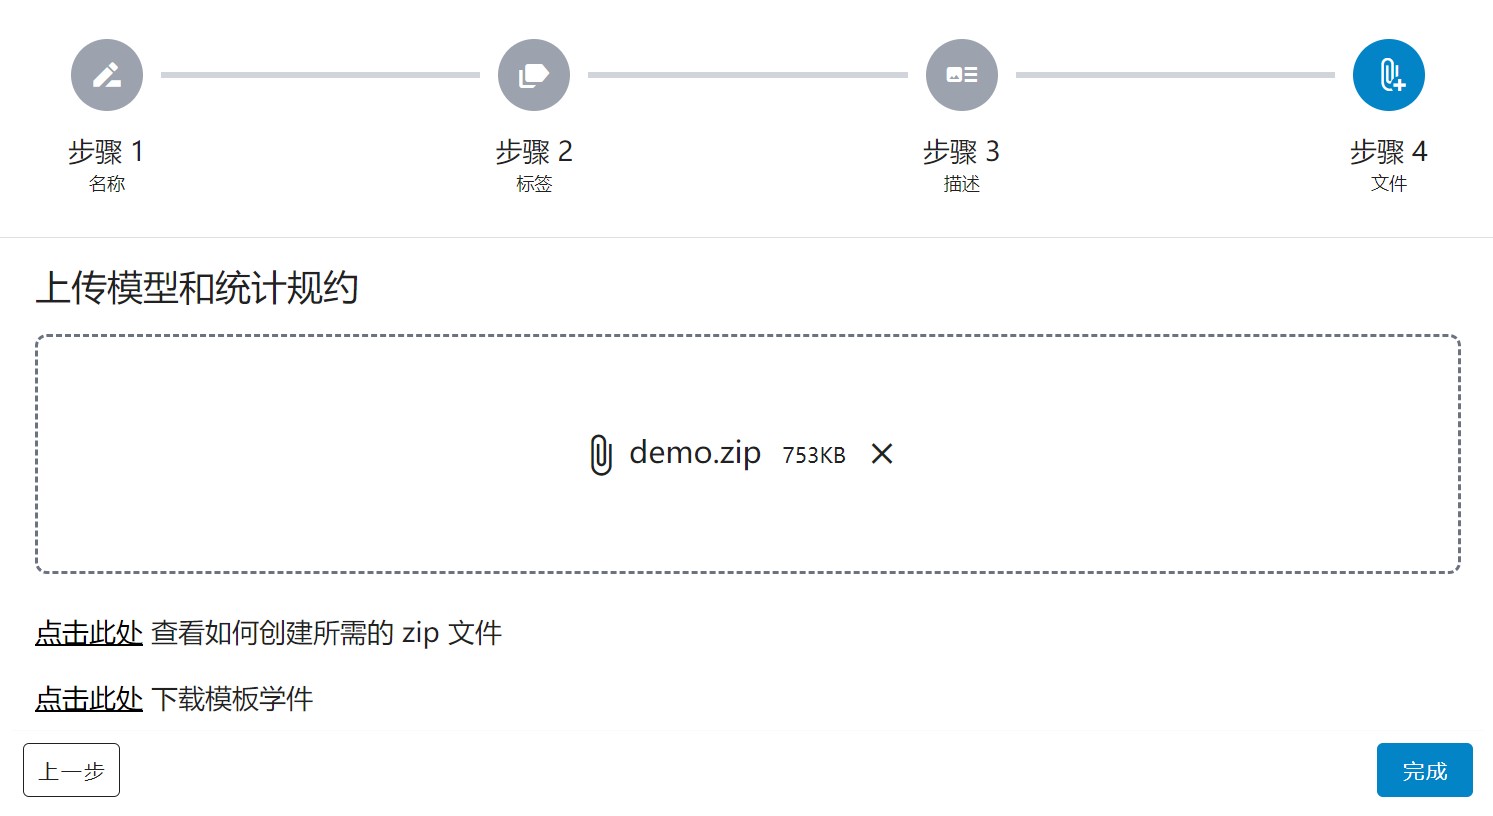 步骤 1
名称
步骤 2
标签
步骤 3
描述
步骤 4
文件
上传模型和统计规约
demo.zip 753KB
点击此处 查看如何创建所需的 zip 文件
点击此处 下载模板学件
上一步
完成